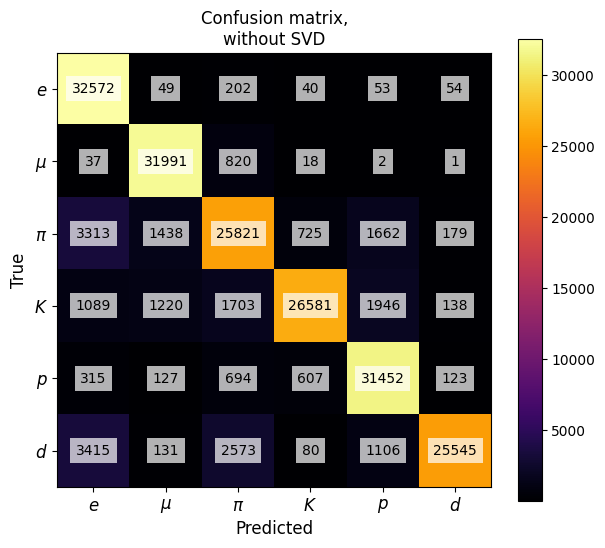 Confusion matrix,
without SVD
True
e 32572 49 202 40 53 54
μ 37 31991 820 18 2 1
π 3313 1438 25821 725 1662 179
K 1089 1220 1703 26581 1946 138
p 315 127 694 607 31452 123
d 3415 131 2573 80 1106 25545
e μ π K p d
Predicted
30000
25000
20000
15000
10000
5000